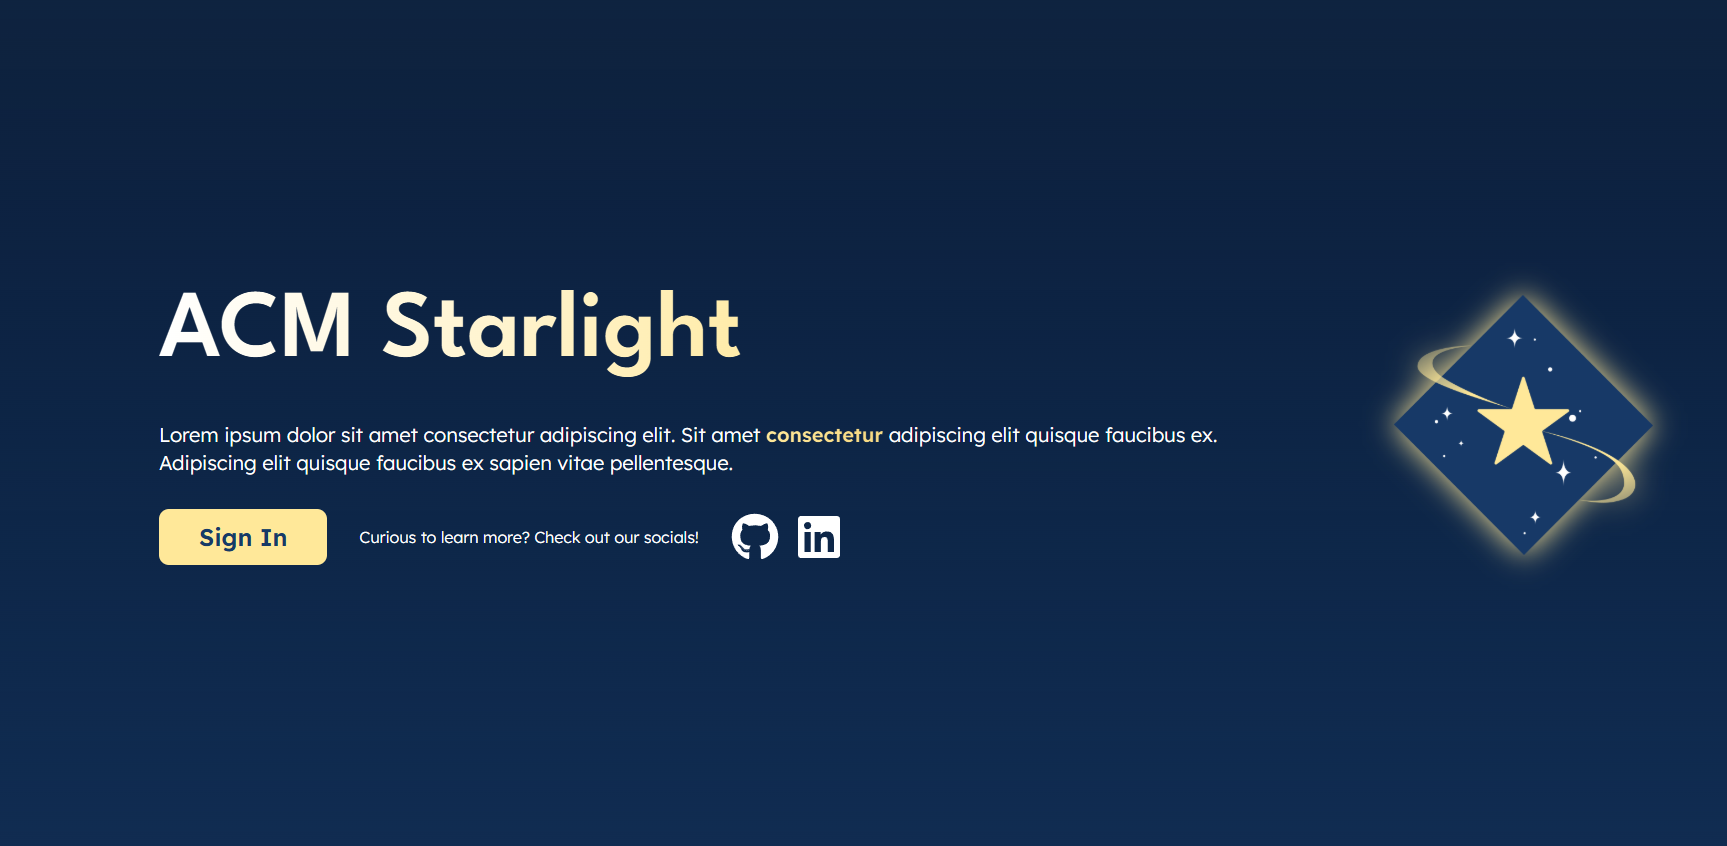 ACM Starlight
Lorem ipsum dolor sit amet consectetur adipiscing elit. Sit amet consectetur adipiscing elit quisque faucibus ex.
Adipiscing elit quisque faucibus ex sapien vitae pellentesque.
Sign In
Curious to learn more? Check out our socials!
in